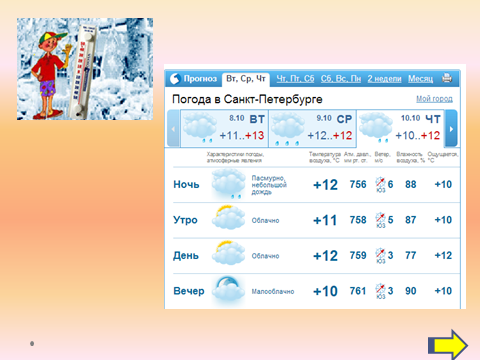 Прогноз Вт, Ср, Чт Чт, Пт, Сб Сб, Вс, Пн 2 недели Месяц
Погода в Санкт-Петербурге Мой город
8.10 ВТ 9.10 СР 10.10 ЧТ
+11..+13 +12..+12 +10..+12
Характеристики погоды, атмосферные явления Температура воздуха, °C Атм. давл., мм рт. ст. Ветер, м/с Влажность воздуха, % Ощущается, °C
Ночь Пасмурно, небольшой дождь +12 756 ЮЗ 6 88 +10
Утро Облачно +11 758 ЮЗ 5 87 +10
День Облачно +12 759 ЮЗ 3 77 +12
Вечер Малооблачно +10 761 ЮЗ 3 90 +10